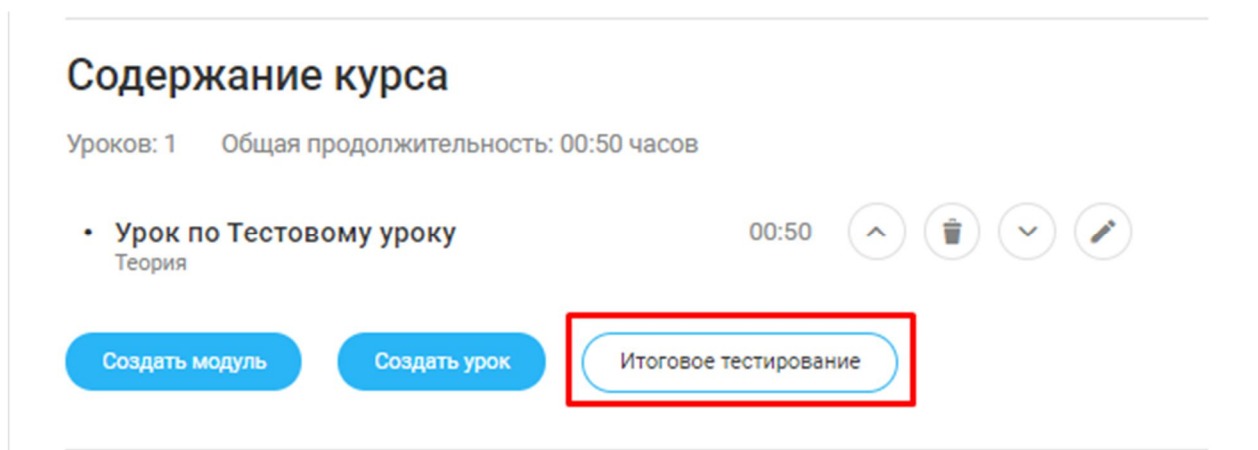 Содержание курса
Уроков: 1 Общая продолжительность: 00:50 часов
• Урок по Тестовому уроку 00:50
Теория
Создать модуль Создать урок Итоговое тестирование